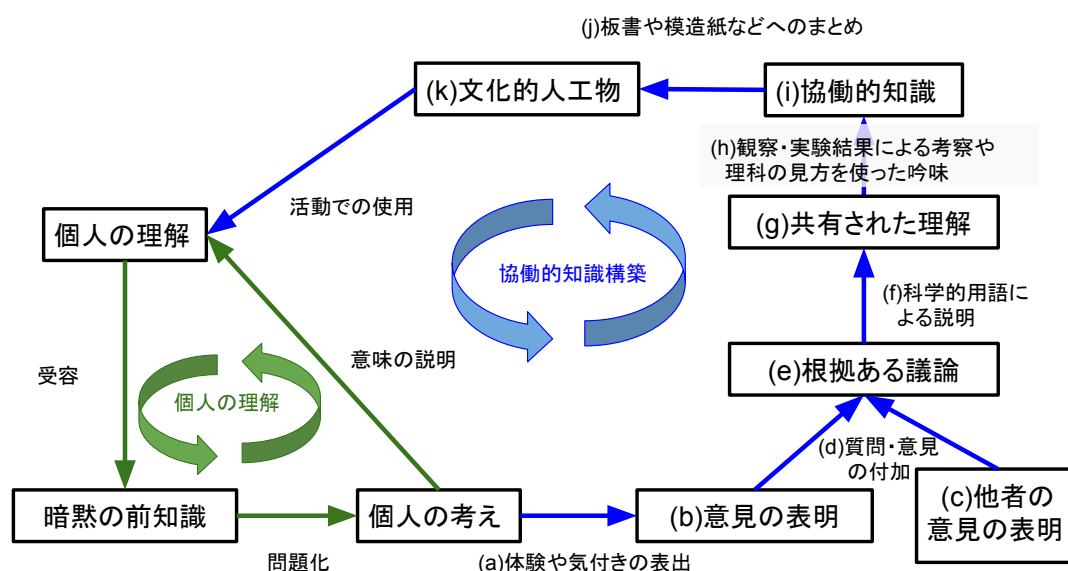 (j)板書や模造紙などへのまとめ
(k)文化的人工物
(i)協働的知識
(h)観察・実験結果による考察や
理科の見方を使った吟味
活動での使用
個人の理解
(g)共有された理解
協働的知識構築
(f)科学的用語に
よる説明
受容
意味の説明
(e)根拠ある議論
個人の理解
(d)質問・意見
の付加
暗黙の前知識
個人の考え
(b)意見の表明
(c)他者の
意見の表明
問題化
(a)体験や気付きの表出